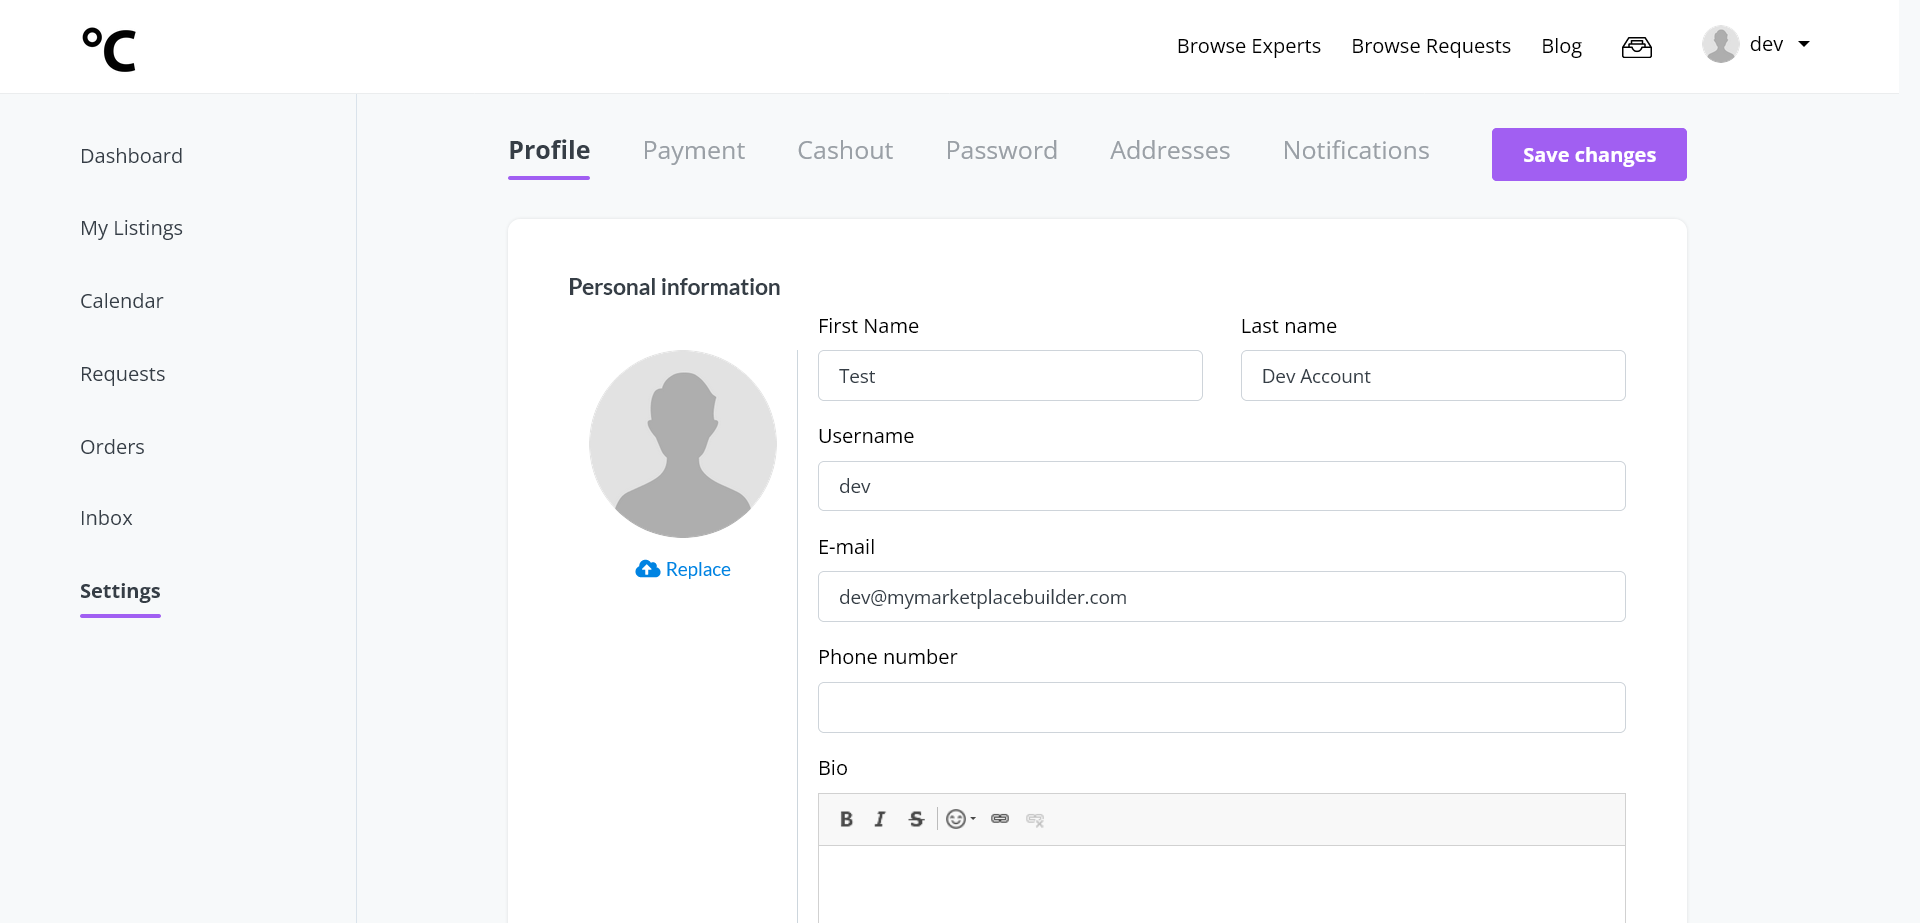 °C
Browse Experts Browse Requests Blog dev
Dashboard
My Listings
Calendar
Requests
Orders
Inbox
Settings
Profile Payment Cashout Password Addresses Notifications Save changes
Personal information
First Name Last name
Test Dev Account
Username
dev
E-mail
dev@mymarketplacebuilder.com
Replace
Phone number
Bio
B I S